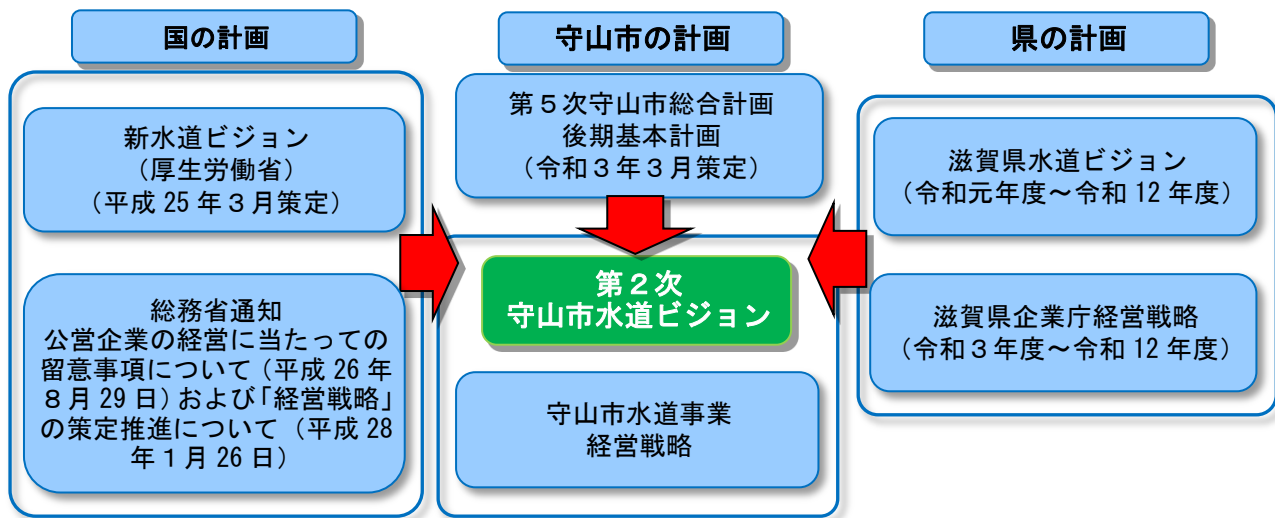 国の計画
新水道ビジョン
（厚生労働省）
（平成 25 年３月策定）
総務省通知
公営企業の経営に当たっての
留意事項について（平成 26 年
８月 29 日）および「経営戦略」
の策定推進について（平成 28
年１月 26 日）
守山市の計画
第５次守山市総合計画
後期基本計画
（令和３年３月策定）
第２次
守山市水道ビジョン
守山市水道事業
経営戦略
県の計画
滋賀県水道ビジョン
（令和元年度～令和 12 年度）
滋賀県企業庁経営戦略
（令和３年度～令和 12 年度）